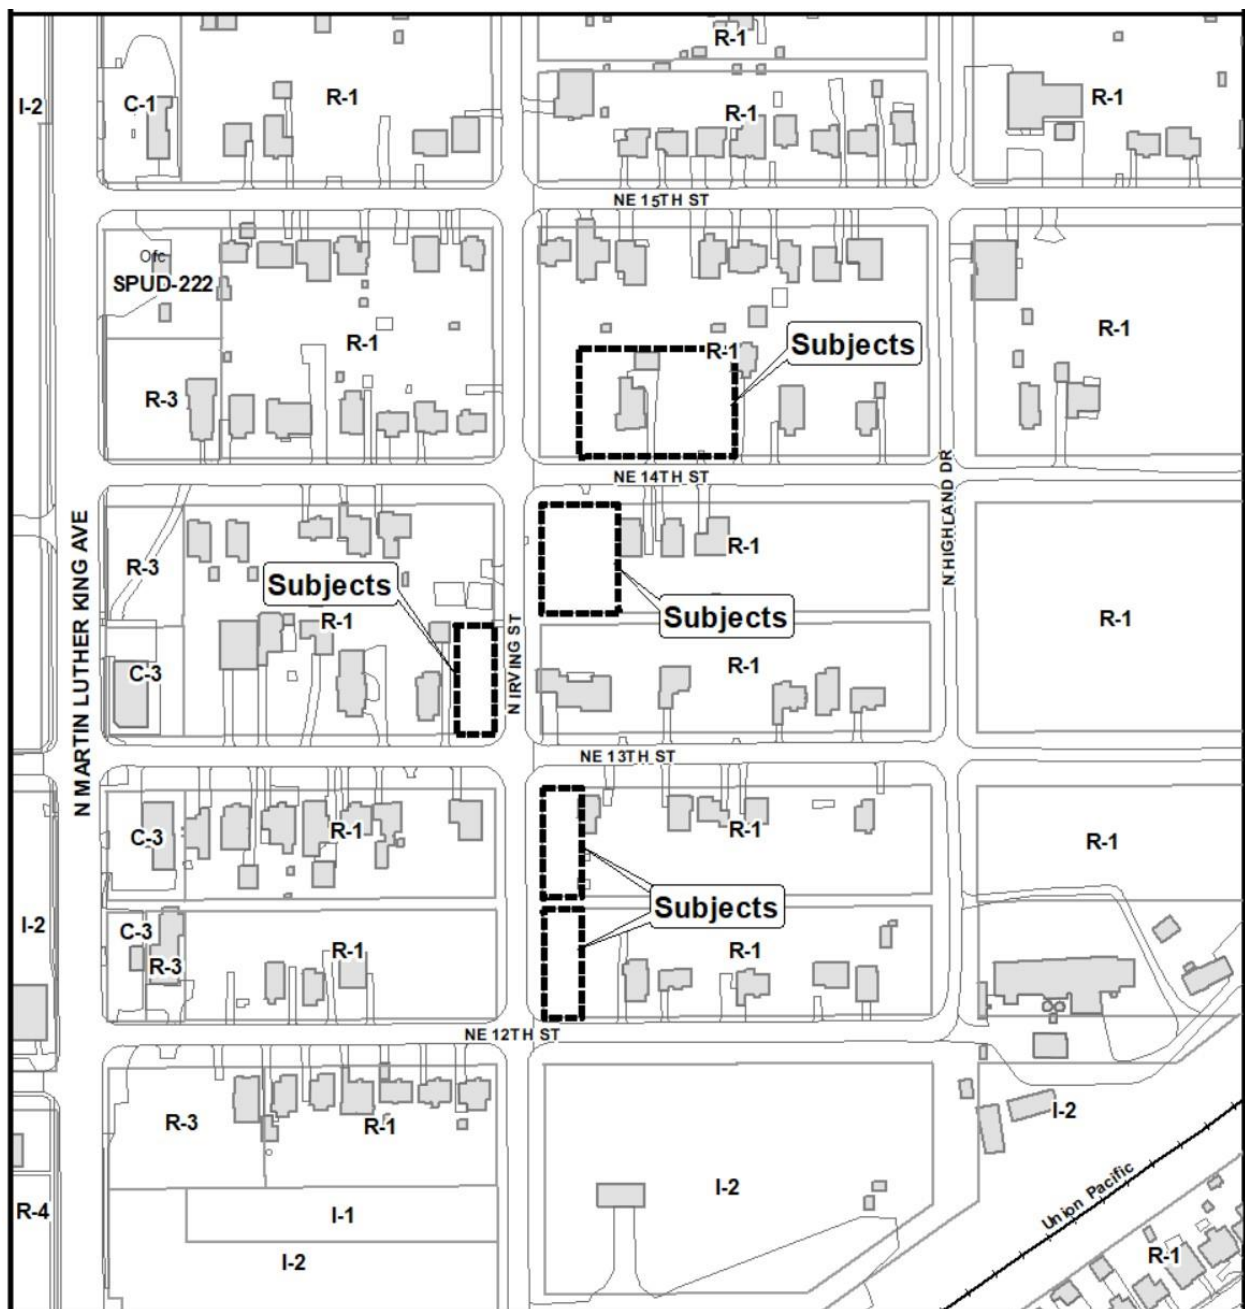 R-1
I-2
C-1
R-1
R-1
R-1
NE 15TH ST
Ofc
SPUD-222
R-1
R-1
Subjects
R-1
R-3
NE 14TH ST
N HIGHLAND DR
N MARTIN LUTHER KING AVE
R-3
Subjects
R-1
R-1
Subjects
R-1
N IRVING ST
C-3
R-1
NE 13TH ST
C-3
R-1
R-1
R-1
Subjects
I-2
C-3
R-3
R-1
R-1
NE 12TH ST
R-3
R-1
I-2
Union Pacific
R-4
I-1
I-2
I-2
R-1